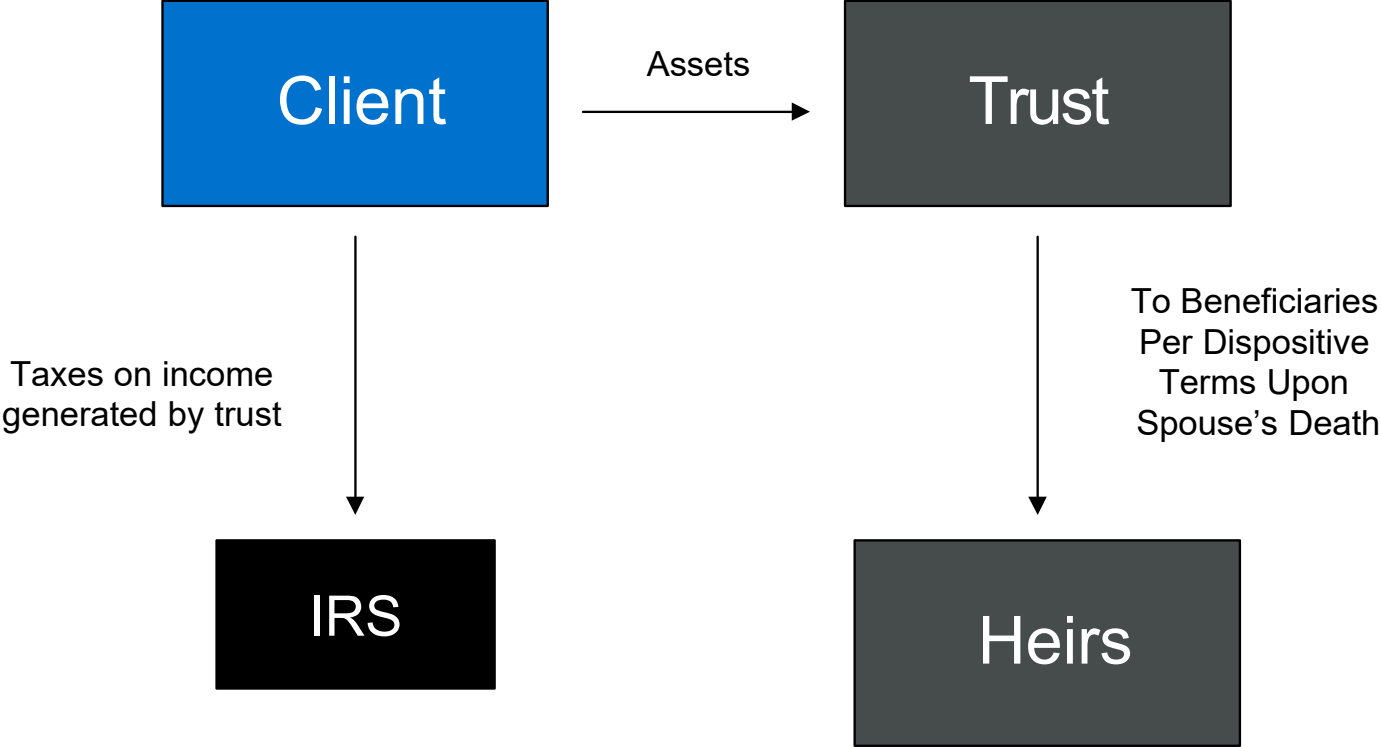 Client
Assets
Trust
Taxes on income
generated by trust
To Beneficiaries
Per Dispositive
Terms Upon
Spouse’s Death
IRS
Heirs